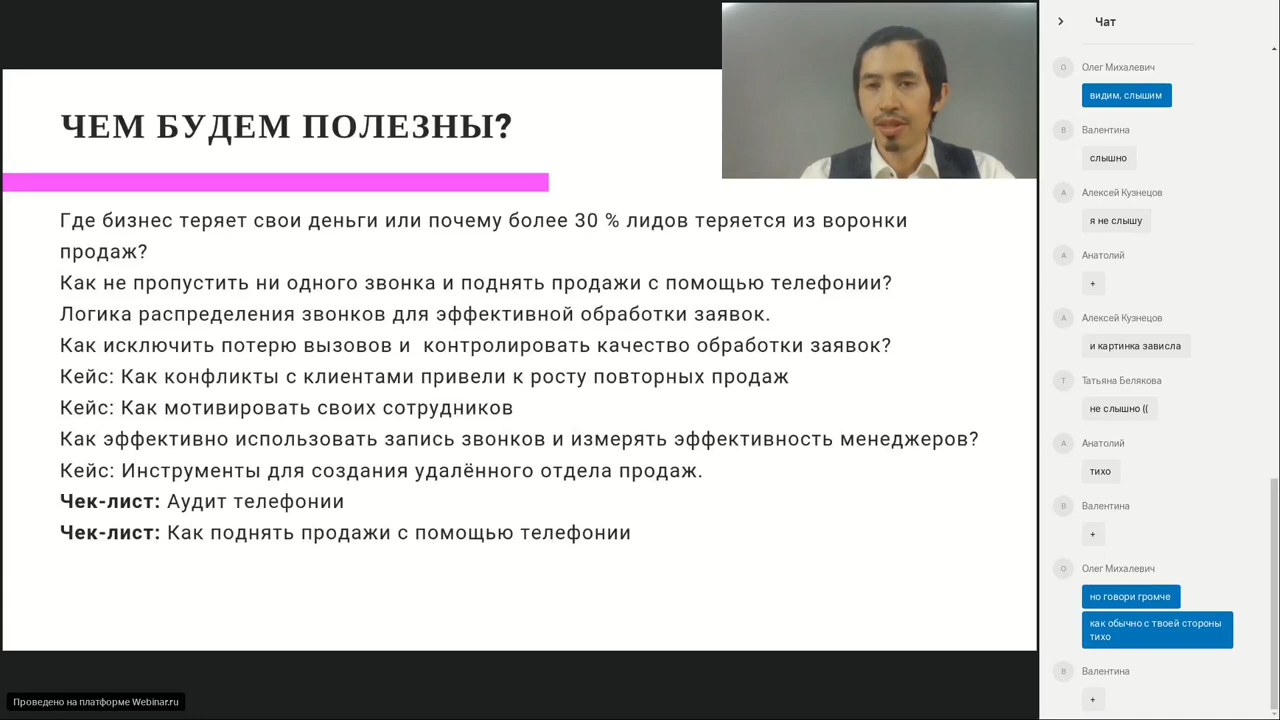 ЧЕМ БУДЕМ ПОЛЕЗНЫ?
Где бизнес теряет свои деньги или почему более 30 % лидов теряется из воронки
продаж?
Как не пропустить ни одного звонка и поднять продажи с помощью телефонии?
Логика распределения звонков для эффективной обработки заявок.
Как исключить потерю вызовов и  контролировать качество обработки заявок?
Кейс: Как конфликты с клиентами привели к росту повторных продаж
Кейс: Как мотивировать своих сотрудников
Как эффективно использовать запись звонков и измерять эффективность менеджеров?
Кейс: Инструменты для создания удалённого отдела продаж.
Чек-лист: Аудит телефонии
Чек-лист: Как поднять продажи с помощью телефонии
Проведено на платформе Webinar.ru
Чат
О
Олег Михалевич
видим, слышим
В
Валентина
слышно
А
Алексей Кузнецов
я не слышу
А
Анатолий
+
А
Алексей Кузнецов
и картинка зависла
Т
Татьяна Белякова
не слышно ((
А
Анатолий
тихо
В
Валентина
+
О
Олег Михалевич
но говори громче
как обычно с твоей стороны
тихо
В
Валентина
+